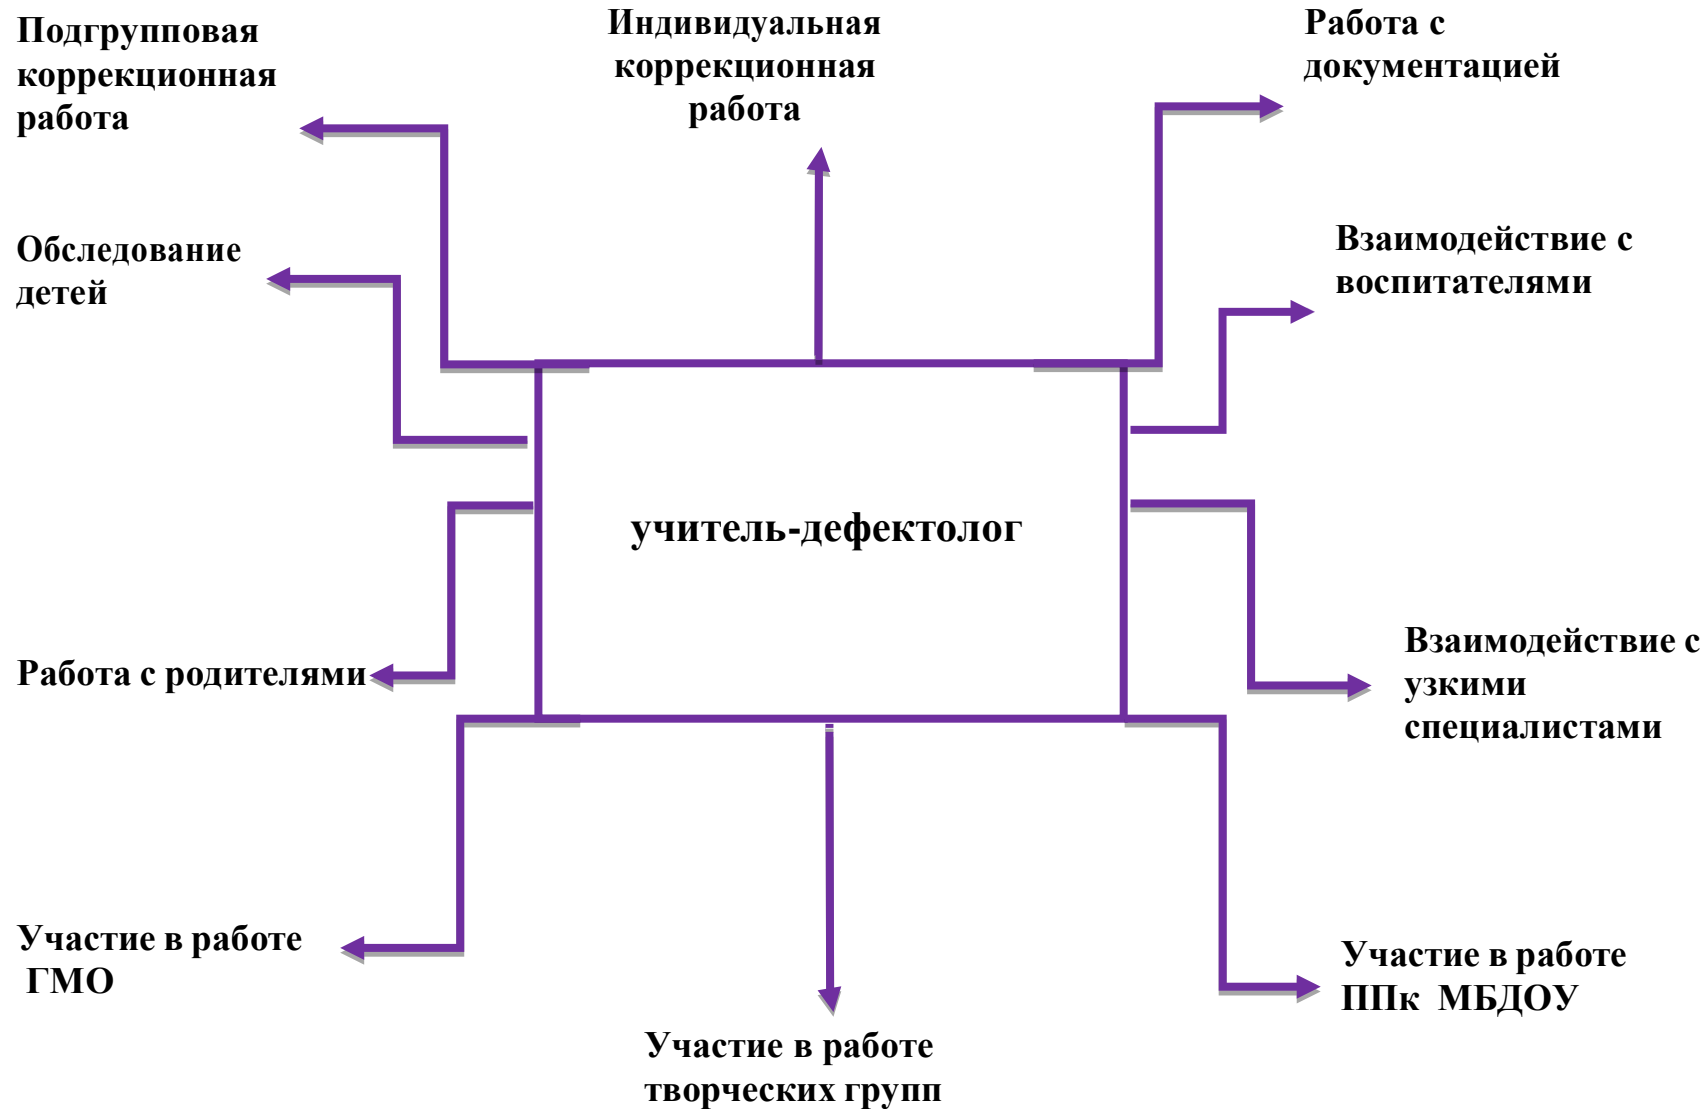 Подгрупповая
коррекционная
работа
Индивидуальная
коррекционная
работа
Работа с
документацией
Обследование
детей
Взаимодействие с
воспитателями
учитель-дефектолог
Работа с родителями
Взаимодействие с
узкими
специалистами
Участие в работе
ГМО
Участие в работе
ППк МБДОУ
Участие в работе
творческих групп